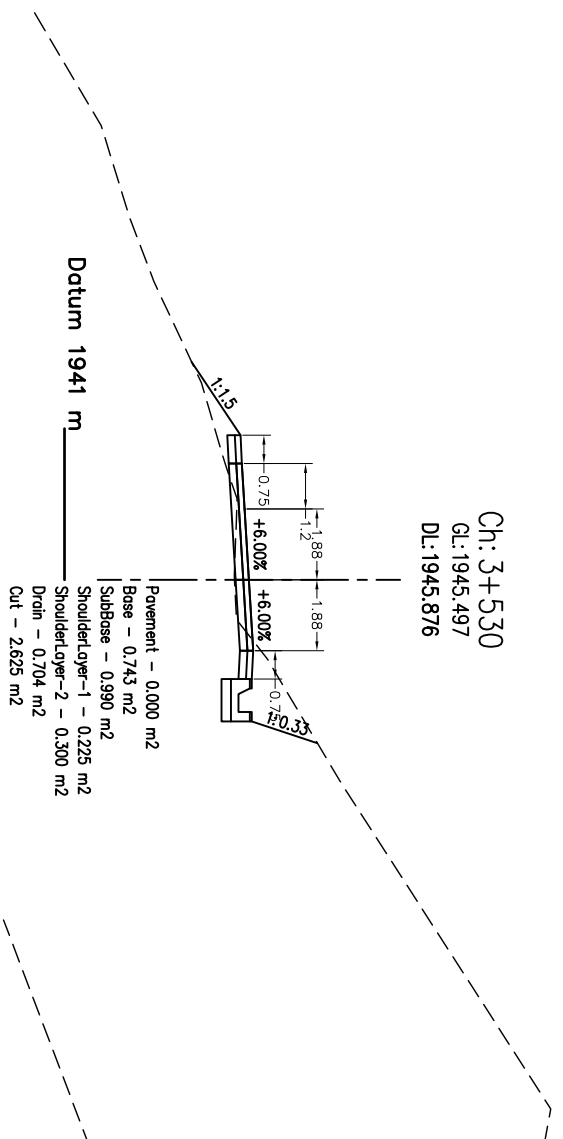 Ch: 3+530
GL:1945.497
DL:1945.876
1.88
1.88
1.2
0.75
0.75
+6.00%
+6.00%
1:1.5
1:0.33
Datum 1941 m
Pavement - 0.000 m2
Base - 0.743 m2
SubBase - 0.990 m2
ShoulderLayer-1 - 0.225 m2
ShoulderLayer-2 - 0.300 m2
Drain - 0.704 m2
Cut - 2.625 m2